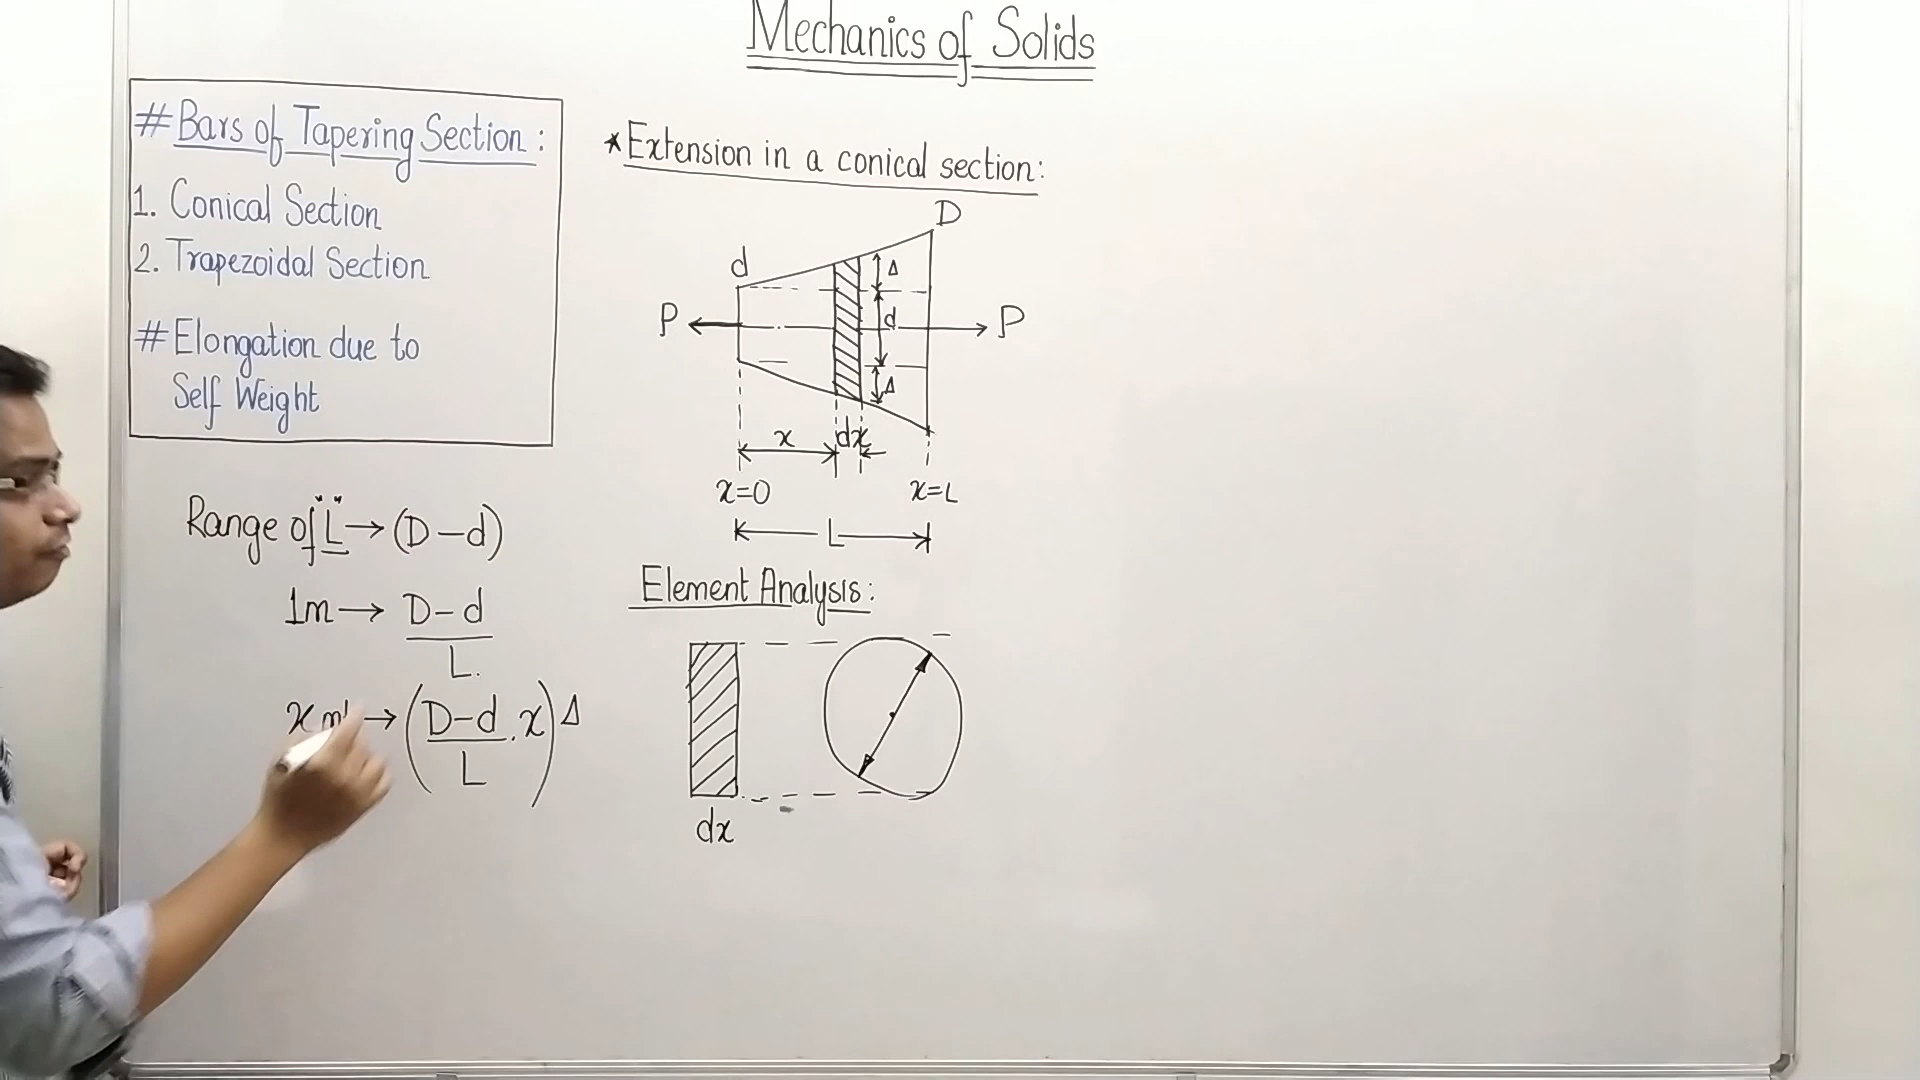 Mechanics of Solids
# Bars of Tapering Section :
1. Conical Section
2. Trapezoidal Section
# Elongation due to
Self Weight
Range of "L" → (D-d)
1m → D-d
L.
x m → (D-d . x) Δ
L
* Extension in a conical section:
D
d
Δ
P
d
P
Δ
x
dx
x=0
x=L
L
Element Analysis :
dx